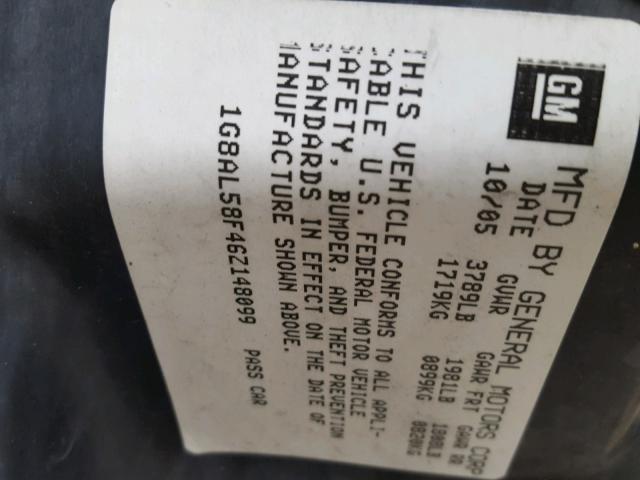 GM
MFD BY GENERAL MOTORS CORP
DATE GVWR GAWR FRT GAWR RR
10/05 3789LB 1981LB 1808LB
1719KG 0899KG 0820KG
THIS VEHICLE CONFORMS TO ALL APPLI-
CABLE U.S. FEDERAL MOTOR VEHICLE
SAFETY, BUMPER, AND THEFT PREVENTION
STANDARDS IN EFFECT ON THE DATE OF
MANUFACTURE SHOWN ABOVE.
1G8AL58F46Z148099 PASS CAR